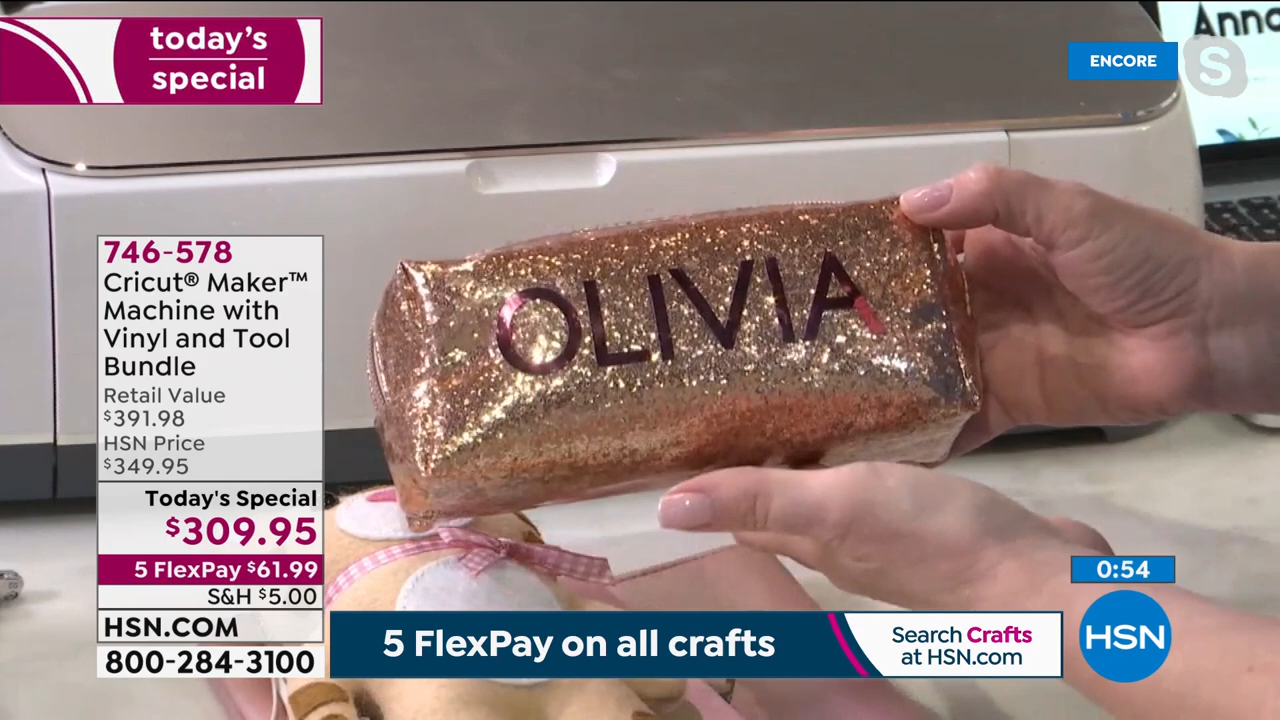 today's
special
ENCORE
S
Anna
OLIVIA
746-578
Cricut® Maker™
Machine with
Vinyl and Tool
Bundle
Retail Value
$391.98
HSN Price
$349.95
Today's Special
$309.95
5 FlexPay $61.99
S&H $5.00
HSN.COM
800-284-3100
5 FlexPay on all crafts
Search Crafts
at HSN.com
0:54
HSN